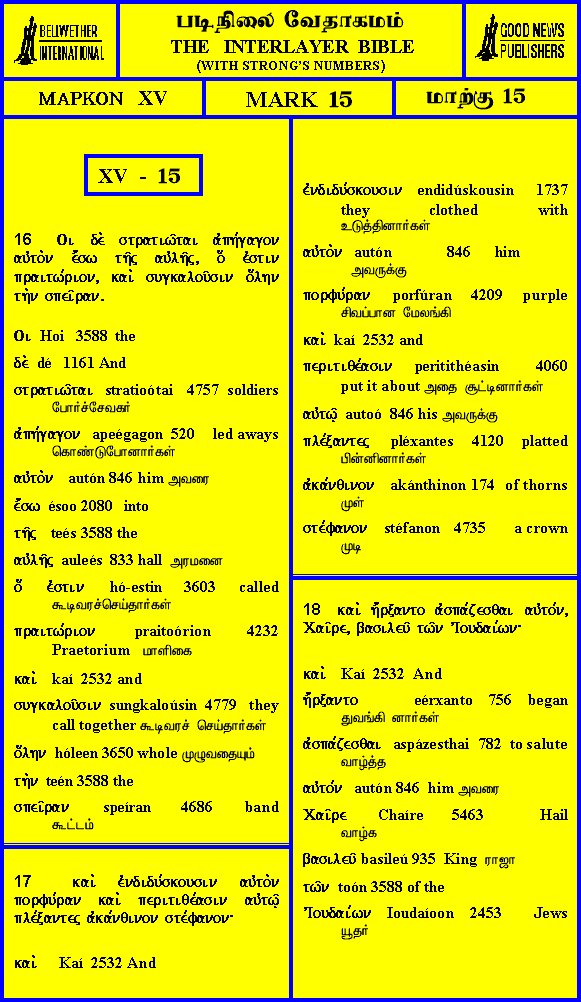 BELLWETHER
INTERNATIONAL
படிநிலை வேதாகமம்
THE INTERLAYER BIBLE
(WITH STRONG'S NUMBERS)
GOOD NEWS
PUBLISHERS
ΜΑΡΚΟΝ XV
MARK 15
மாற்கு 15
XV - 15
16 Οι δὲ στρατιῶται ἀπήγαγον
αὐτὸν ἔσω τῆς αὐλῆς, ὅ ἐστιν
πραιτώριον, καὶ συγκαλοῦσιν ὅλην
τὴν σπεῖραν.
Οι Hoi 3588 the
δὲ dé 1161 And
στρατιῶται stratioótai 4757 soldiers
போர்ச்சேவகர்
ἀπήγαγον apeégagon 520 led aways
கொண்டுபோனார்கள்
αὐτὸν autón 846 him அவரை
ἔσω ésoo 2080 into
τῆς teés 3588 the
αὐλῆς auleés 833 hall அரமனை
ὅ ἐστιν hó-estin 3603 called
கூடிவரச்செய்தார்கள்
πραιτώριον praitoórion 4232
Praetorium மாளிகை
καὶ kaí 2532 and
συγκαλοῦσιν sungkaloúsin 4779 they
call together கூடிவரச் செய்தார்கள்
ὅλην hóleen 3650 whole முழுவதையும்
τὴν teén 3588 the
σπεῖραν speíran 4686 band
கூட்டம்
17 καὶ ἐνδιδύσκουσιν αὐτὸν
πορφύραν καὶ περιτιθέασιν αὐτῷ
πλέξαντες ἀκάνθινον στέφανον·
καὶ Kaí 2532 And
ἐνδιδύσκουσιν endidúskousin 1737
they clothed with
உடுத்தினார்கள்
αὐτὸν autón 846 him
அவருக்கு
πορφύραν porfúran 4209 purple
சிவப்பான மேலங்கி
καὶ kaí 2532 and
περιτιθέασιν peritithéasin 4060
put it about அதை சூட்டினார்கள்
αὐτῷ autoó 846 his அவருக்கு
πλέξαντες pléxantes 4120 platted
பின்னினார்கள்
ἀκάνθινον akánthinon 174 of thorns
முள்
στέφανον stéfanon 4735 a crown
முடி
18 καὶ ἤρξαντο ἀσπάζεσθαι αὐτόν,
Χαῖρε, βασιλεῦ τῶν Ἰουδαίων·
καὶ Kaí 2532 And
ἤρξαντο eérxanto 756 began
துவங்கி னார்கள்
ἀσπάζεσθαι aspázesthai 782 to salute
வாழ்த்த
αὐτόν autón 846 him அவரை
Χαῖρε Chaíre 5463 Hail
வாழ்க
βασιλεῦ basileú 935 King ராஜா
τῶν toón 3588 of the
Ἰουδαίων Ioudaíoon 2453 Jews
யூதர்